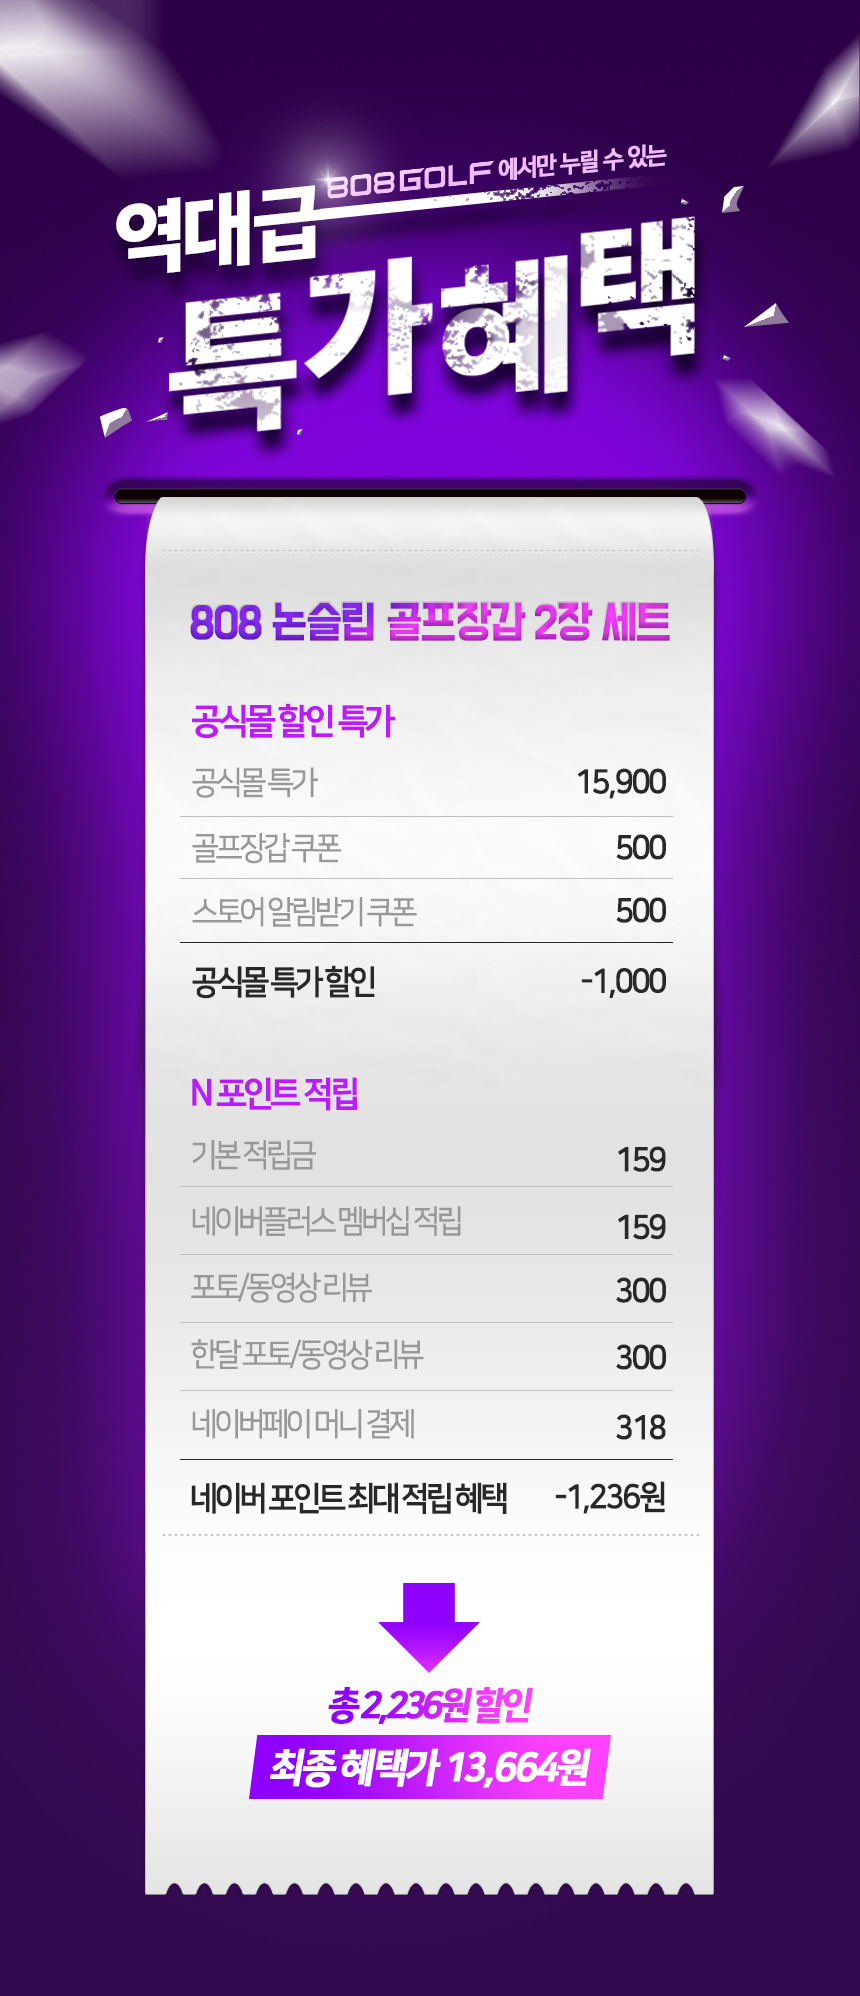 808 GOLF 에서만 누릴 수 있는
역대급
특가혜택
808 논슬립 골프장갑 2장 세트
공식몰 할인 특가
공식몰 특가 15,900
골프장갑 쿠폰 500
스토어 알림받기 쿠폰 500
공식몰 특가 할인 -1,000
N 포인트 적립
기본 적립금 159
네이버플러스 멤버십 적립 159
포토/동영상 리뷰 300
한달 포토/동영상 리뷰 300
네이버페이 머니 결제 318
네이버 포인트 최대 적립 혜택 -1,236원
총 2,236원 할인
최종 혜택가 13,664원